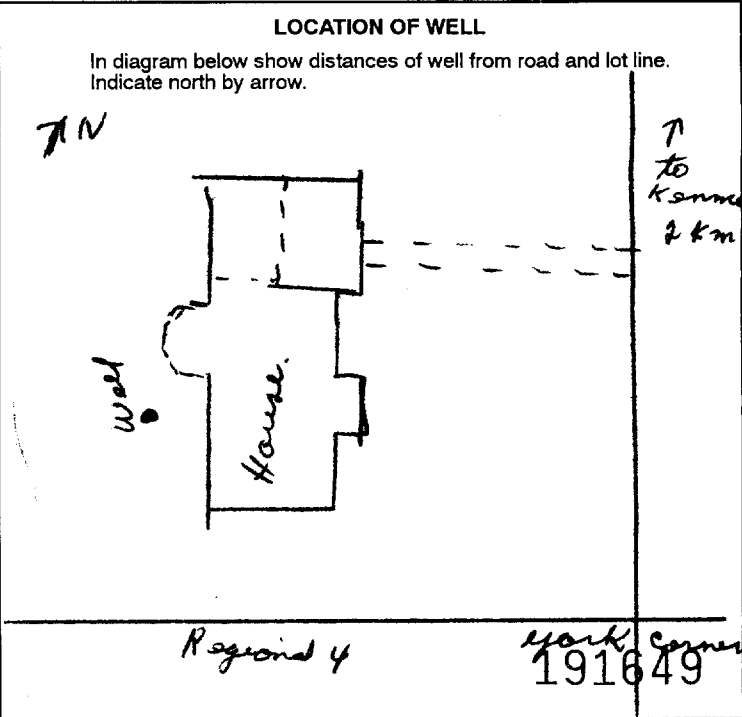 LOCATION OF WELL
In diagram below show distances of well from road and lot line.
Indicate north by arrow.
N
↑
to
2 Km
Well
House.
Regional 4
York Corner
191649